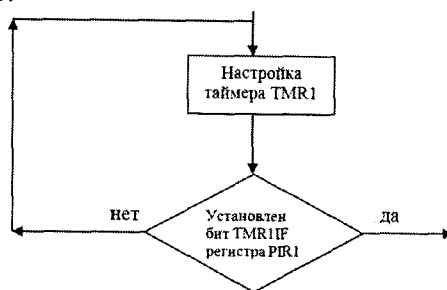 Настройка
таймера TMR1
нет
Установлен
бит TMR1IF
регистра PIR1
да